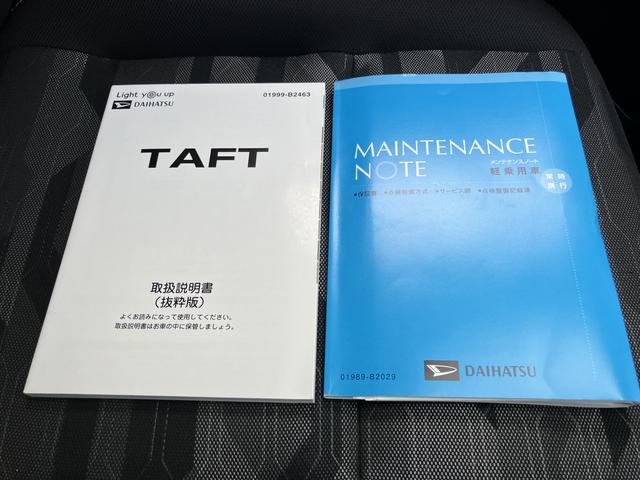 Light you up
DAIHATSU
01999-B2463
TAFT
取扱説明書
(抜粋版)
よくお読みになって使用してください。
取扱説明書はお車の中に保管しましょう。
MAINTENANCE
NOTE
メンテナンスノート
軽乗用車
常時
携行
●保証書 ●点検整備方式 ●サービス網 ●点検整備記録簿
01989-B2029
DAIHATSU